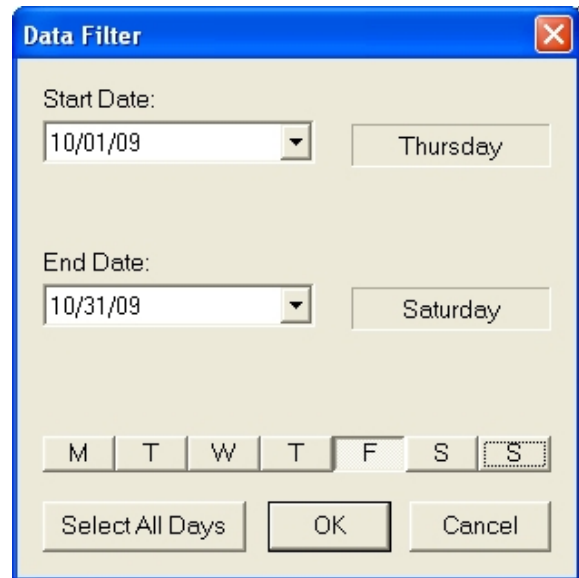 Data Filter
Start Date:
10/01/09 Thursday
End Date:
10/31/09 Saturday
M T W T F S S
Select All Days OK Cancel